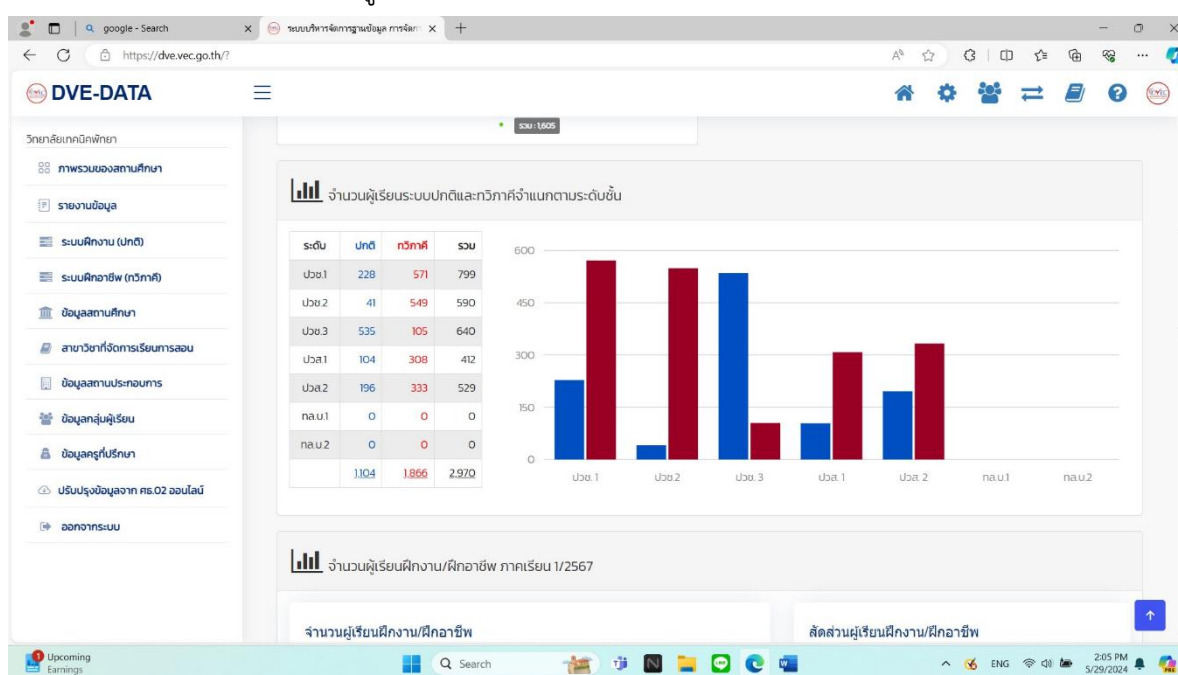 google - Search
ระบบบริหารจัดการฐานข้อมูล การจัดก
https://dve.vec.go.th/?
DVE-DATA
วิทยาลัยเทคนิคพัทยา
ภาพรวมของสถานศึกษา
รายงานข้อมูล
ระบบฝึกงาน (ปกติ)
ระบบฝึกอาชีพ (ทวิภาคี)
ข้อมูลสถานศึกษา
สาขาวิชาที่จัดการเรียนการสอน
ข้อมูลสถานประกอบการ
ข้อมูลกลุ่มผู้เรียน
ข้อมูลครูที่ปรึกษา
ปรับปรุงข้อมูลจาก ศธ.02 ออนไลน์
ออกจากระบบ
รวม : 1,605
จำนวนผู้เรียนระบบปกติและทวิภาคีจำแนกตามระดับชั้น
ระดับ ปกติ ทวิภาคี รวม
ปวช.1 228 571 799
ปวช.2 41 549 590
ปวช.3 535 105 640
ปวส.1 104 308 412
ปวส.2 196 333 529
ทล.บ.1 0 0 0
ทล.บ.2 0 0 0
1,104 1,866 2,970
600
450
300
150
0
ปวช. 1 ปวช.2 ปวช. 3 ปวส. 1 ปวส. 2 ทล.บ.1 ทล.บ.2
จำนวนผู้เรียนฝึกงาน/ฝึกอาชีพ ภาคเรียน 1/2567
จำนวนผู้เรียนฝึกงาน/ฝึกอาชีพ
สัดส่วนผู้เรียนฝึกงาน/ฝึกอาชีพ
Upcoming
Earnings
Search
ENG
2:05 PM
5/29/2024